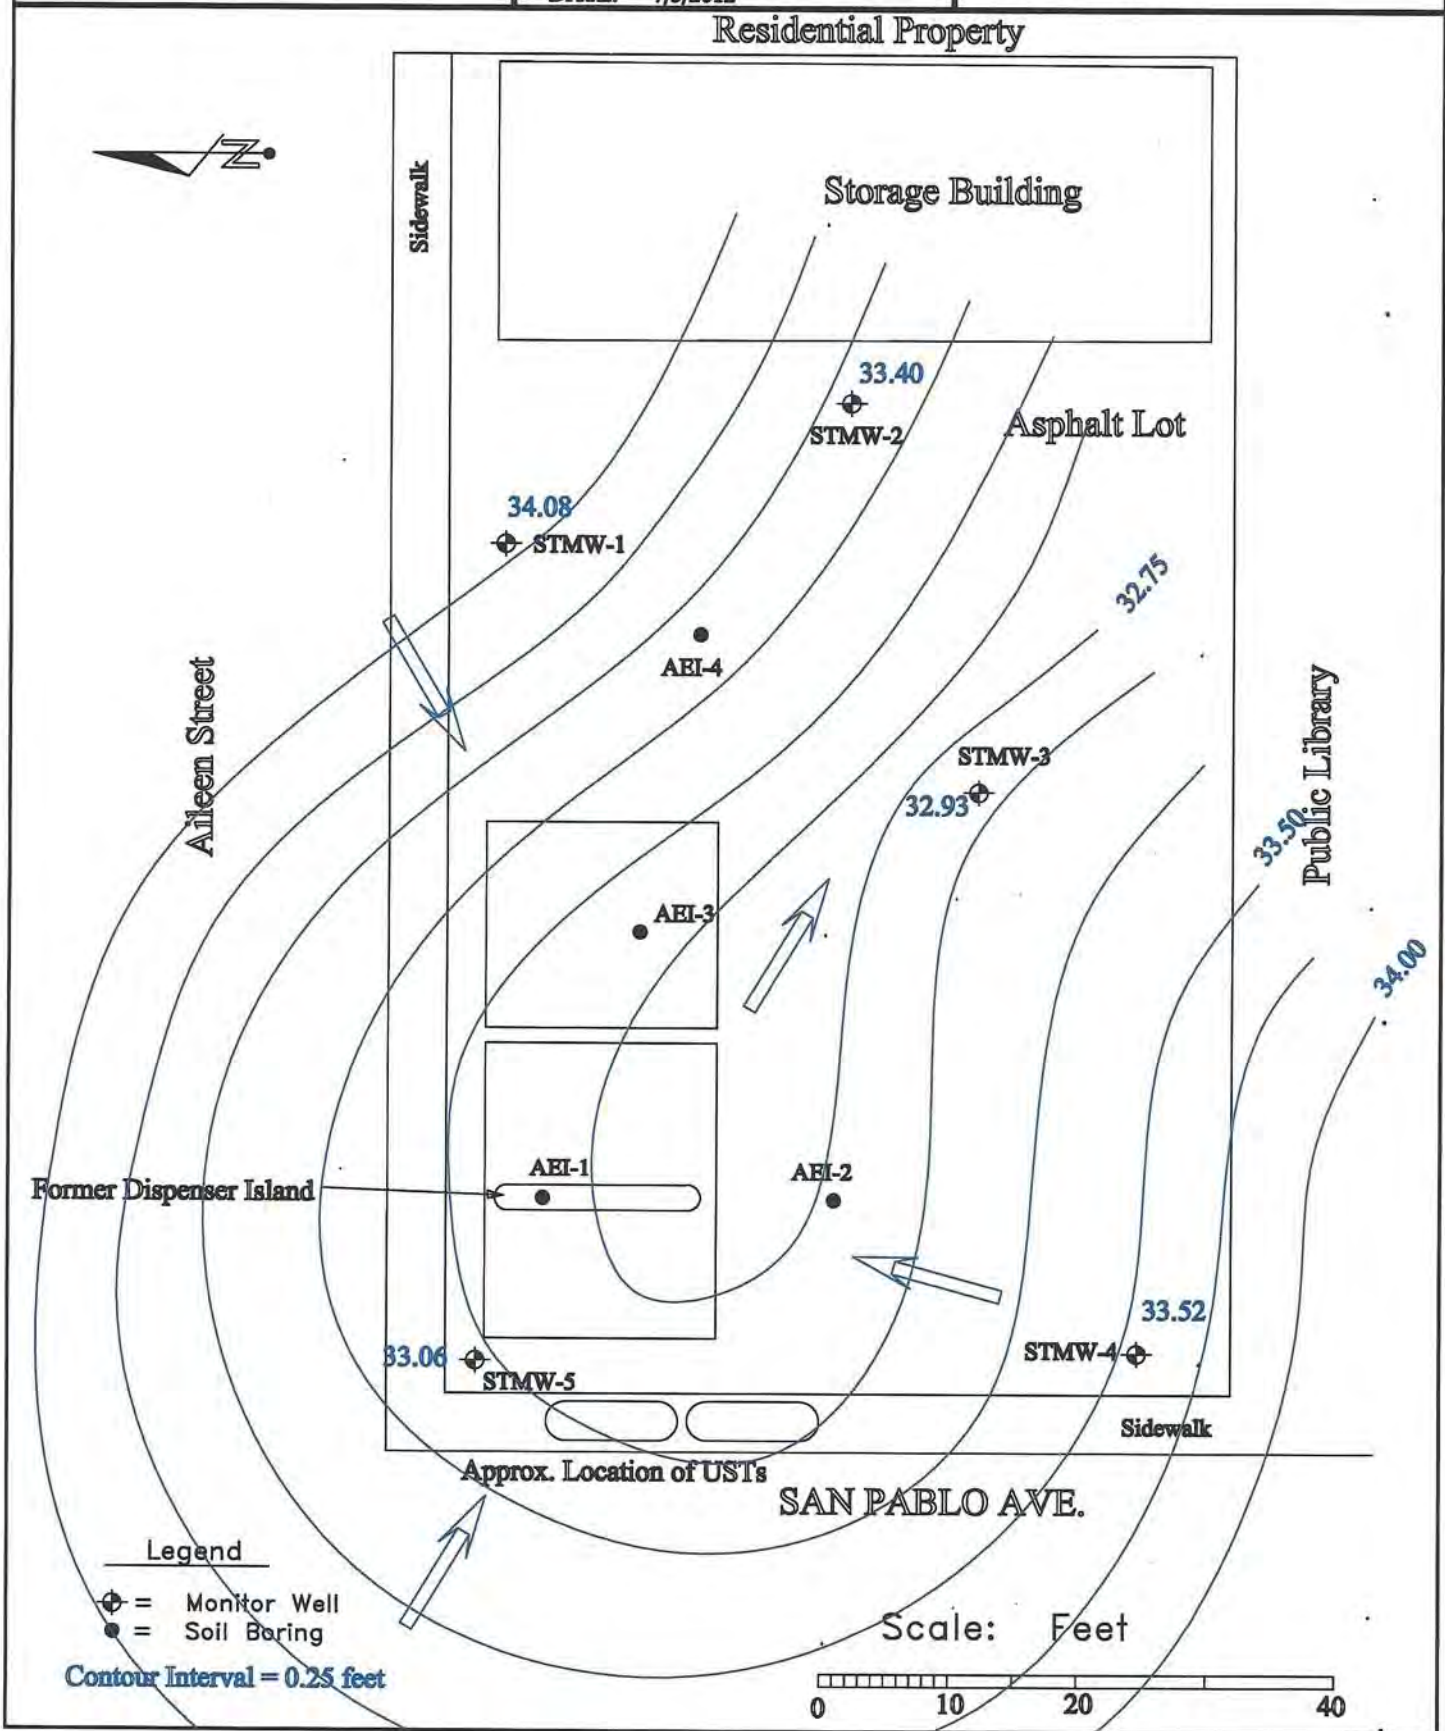 7/5/2012
Residential Property
N
Sidewalk
Storage Building
33.40
STMW-2
Asphalt Lot
34.08
STMW-1
32.75
AEI-4
Aileen Street
Public Library
STMW-3
32.93
33.50
AEI-3
34.00
AEI-1
AEI-2
Former Dispenser Island
33.52
STMW-4
33.06
STMW-5
Sidewalk
Approx. Location of USTs
SAN PABLO AVE.
Legend
= Monitor Well
= Soil Boring
Contour Interval = 0.25 feet
Scale: Feet
0 10 20 40